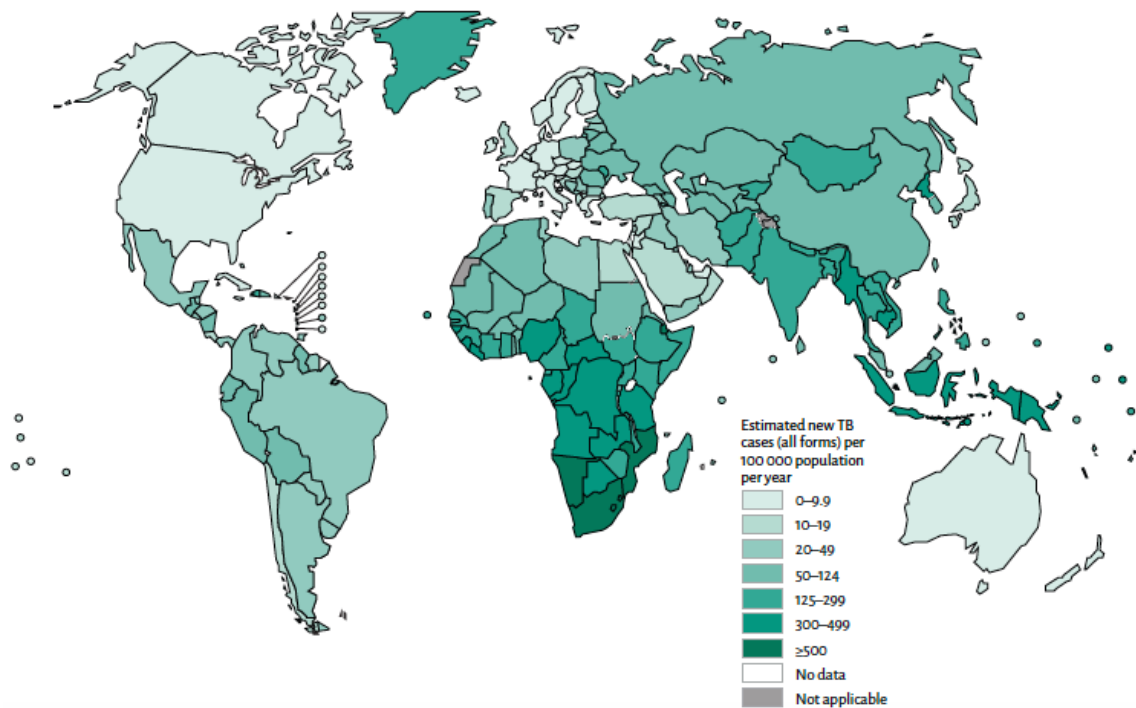 Estimated new TB
cases (all forms) per
100 000 population
per year
0–9.9
10–19
20–49
50–124
125–299
300–499
≥500
No data
Not applicable